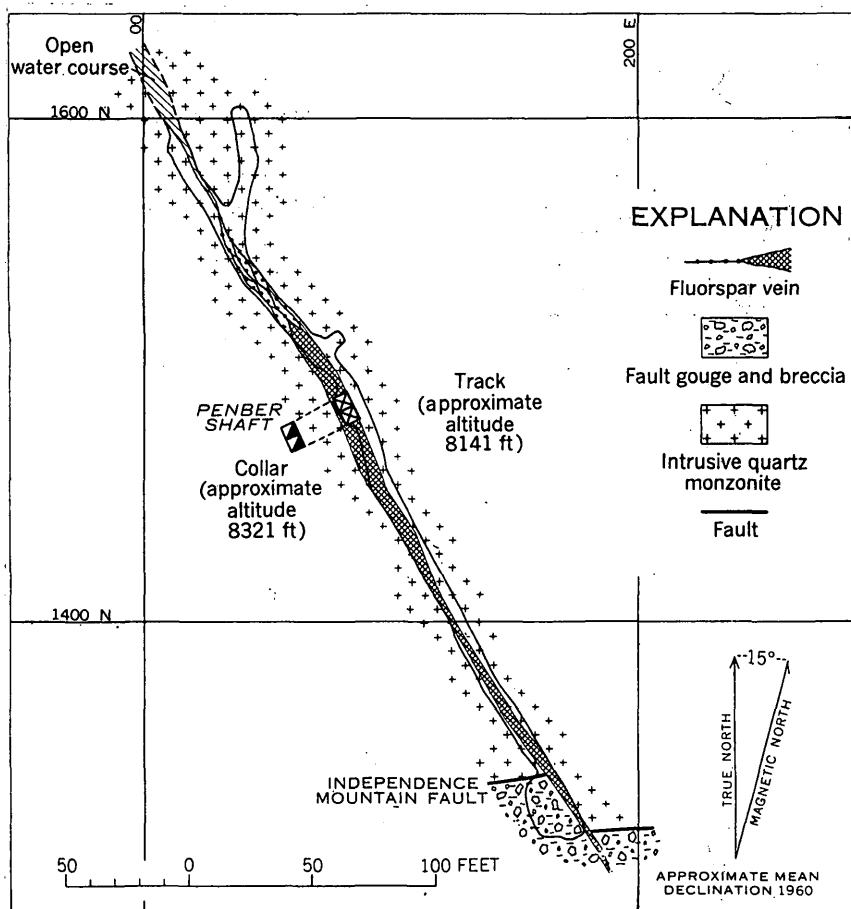 00
200 E
Open
water course
1600 N
EXPLANATION
Fluorspar vein
Fault gouge and breccia
Intrusive quartz
monzonite
Fault
Track
(approximate
altitude
8141 ft)
PENBER
SHAFT
Collar
(approximate
altitude
8321 ft)
1400 N
15°
TRUE NORTH
MAGNETIC NORTH
APPROXIMATE MEAN
DECLINATION 1960
INDEPENDENCE
MOUNTAIN FAULT
50 0 50 100 FEET